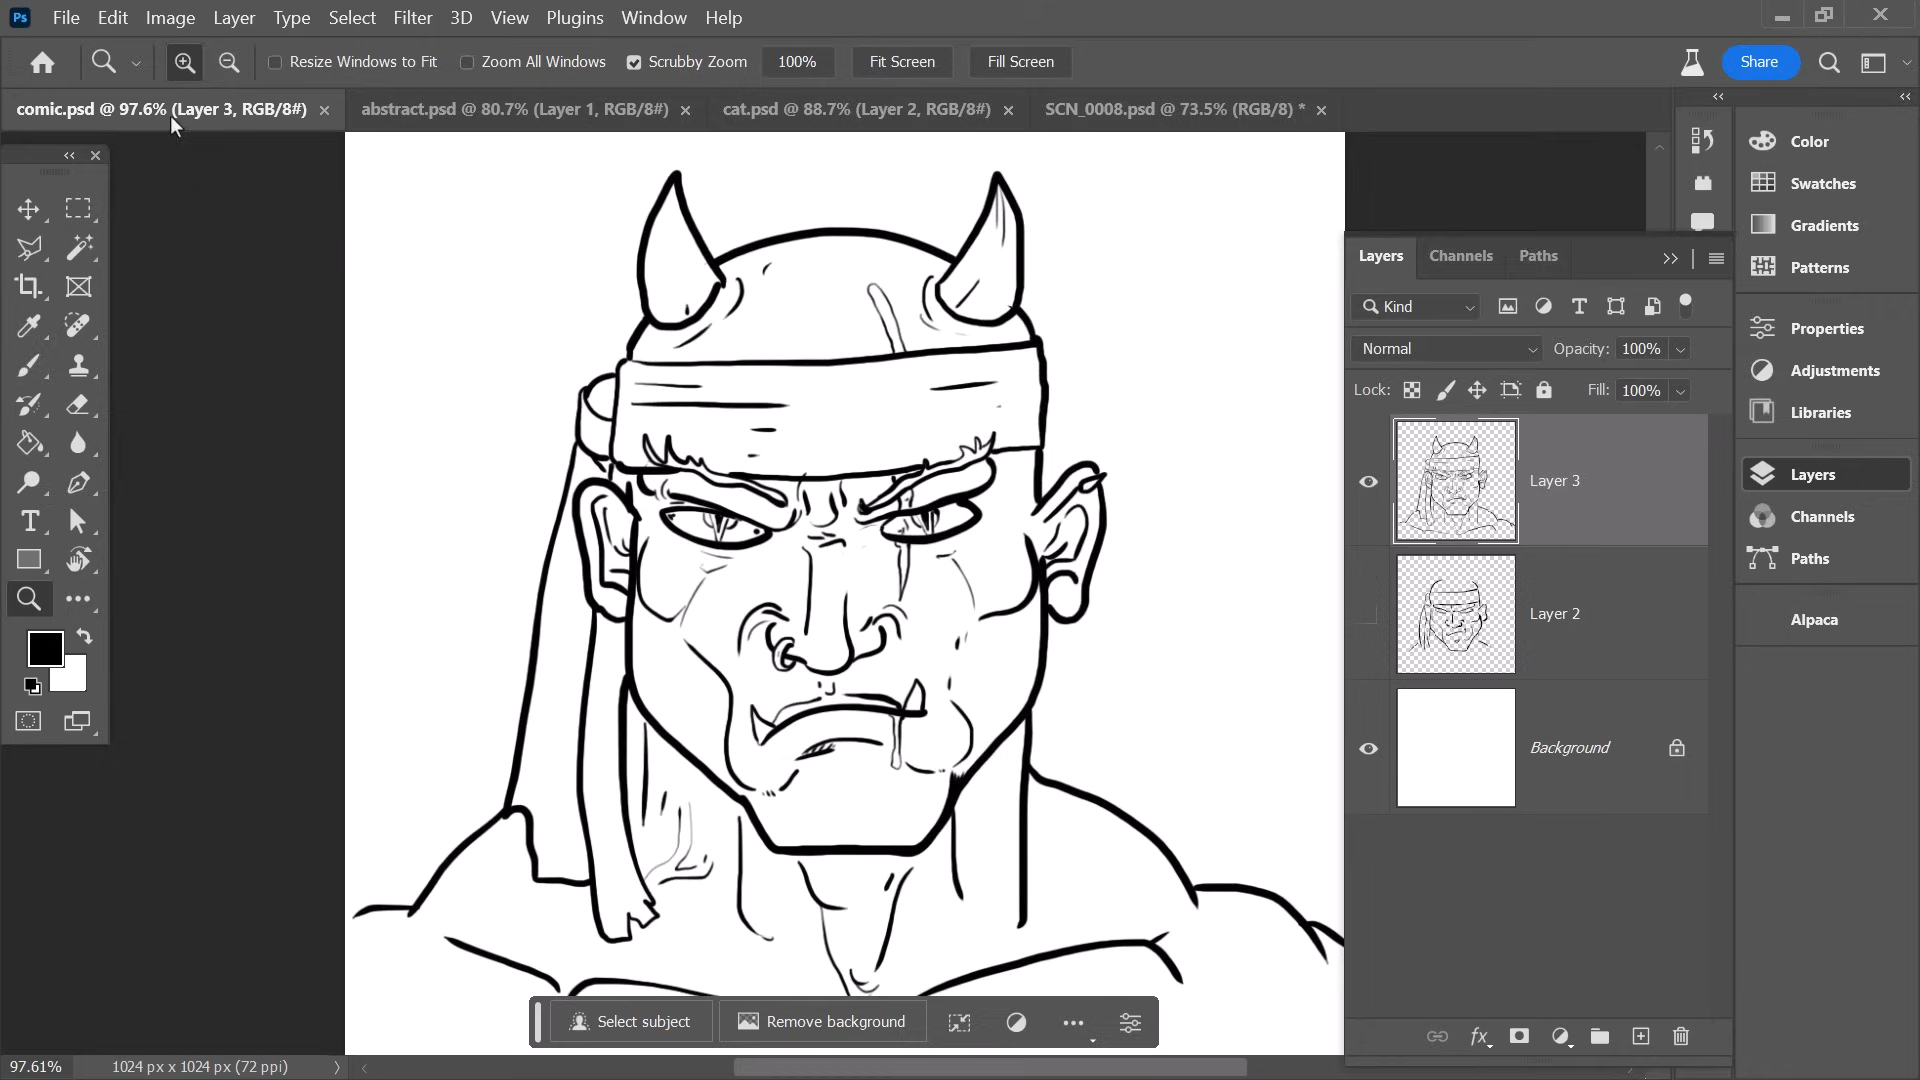 Ps File Edit Image Layer Type Select Filter 3D View Plugins Window Help
Resize Windows to Fit Zoom All Windows Scrubby Zoom 100% Fit Screen Fill Screen Share
comic.psd @ 97.6% (Layer 3, RGB/8#) abstract.psd @ 80.7% (Layer 1, RGB/8#) cat.psd @ 88.7% (Layer 2, RGB/8#) SCN_0008.psd @ 73.5% (RGB/8) *
Color
Swatches
Gradients
Patterns
Properties
Adjustments
Libraries
Layers
Channels
Paths
Alpaca
Layers Channels Paths
Kind
Normal Opacity: 100%
Lock: Fill: 100%
Layer 3
Layer 2
Background
Select subject Remove background
97.61% 1024 px x 1024 px (72 ppi)